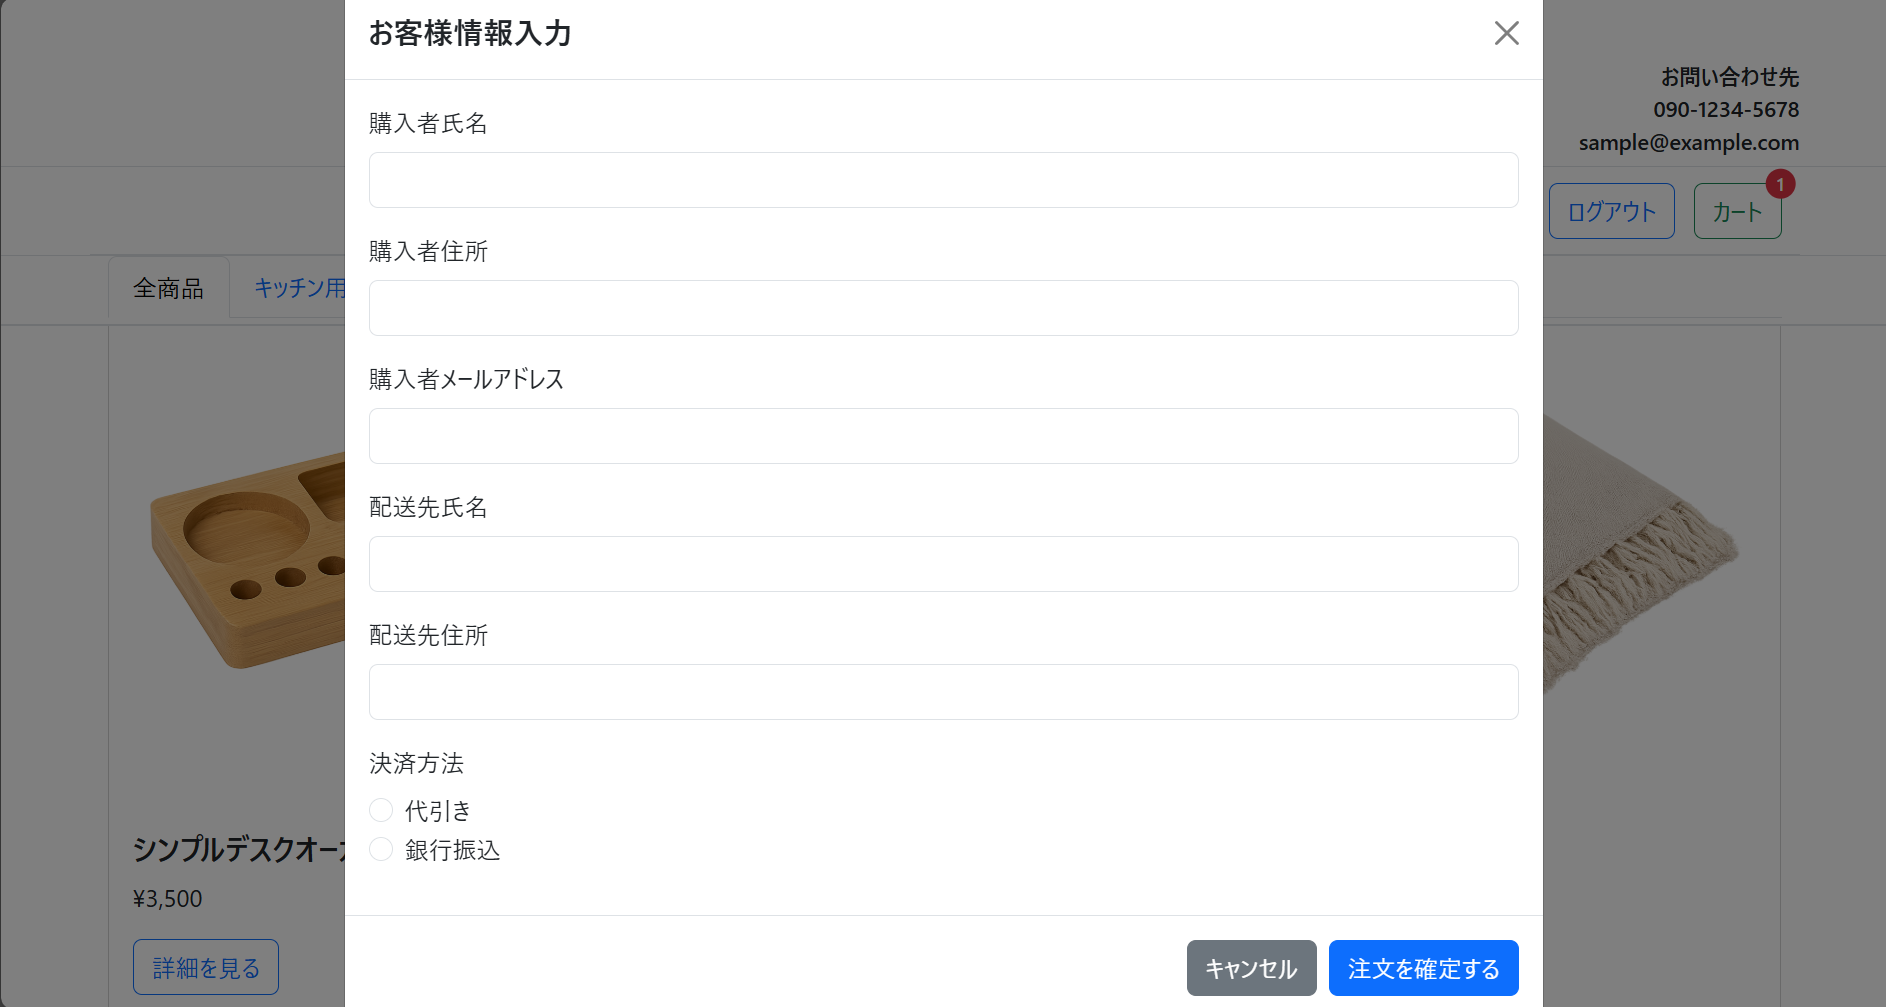 お客様情報入力
お問い合わせ先
090-1234-5678
sample@example.com
ログアウト
カート
1
全商品
キッチン用
購入者氏名
購入者住所
購入者メールアドレス
配送先氏名
配送先住所
決済方法
代引き
銀行振込
シンプルデスクオー
¥3,500
詳細を見る
キャンセル
注文を確定する